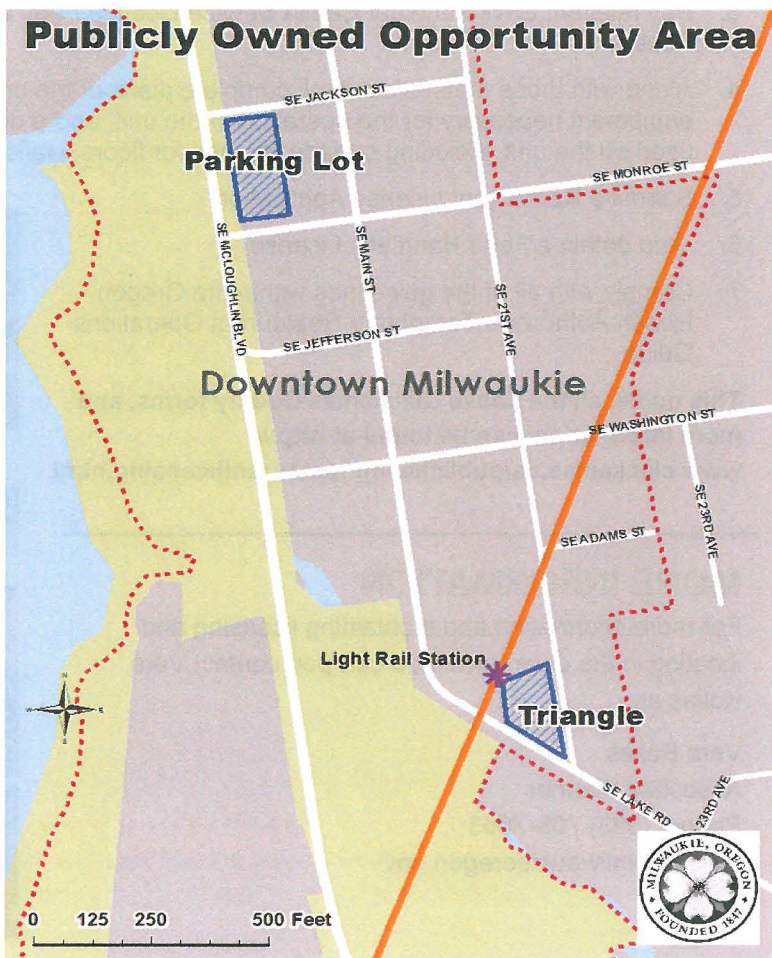 Publicly Owned Opportunity Area
SE JACKSON ST
Parking Lot
SE MONROE ST
SE MCLOUGHLIN BLVD
SE MAIN ST
SE 21ST AVE
SE JEFFERSON ST
Downtown Milwaukie
SE WASHINGTON ST
SE 23RD AVE
SE ADAMS ST
Light Rail Station
Triangle
N
W E
S
SE LAKE RD
23RD AVE.
MILWAUKIE, OREGON
FOUNDED 1847
0 125 250 500 Feet